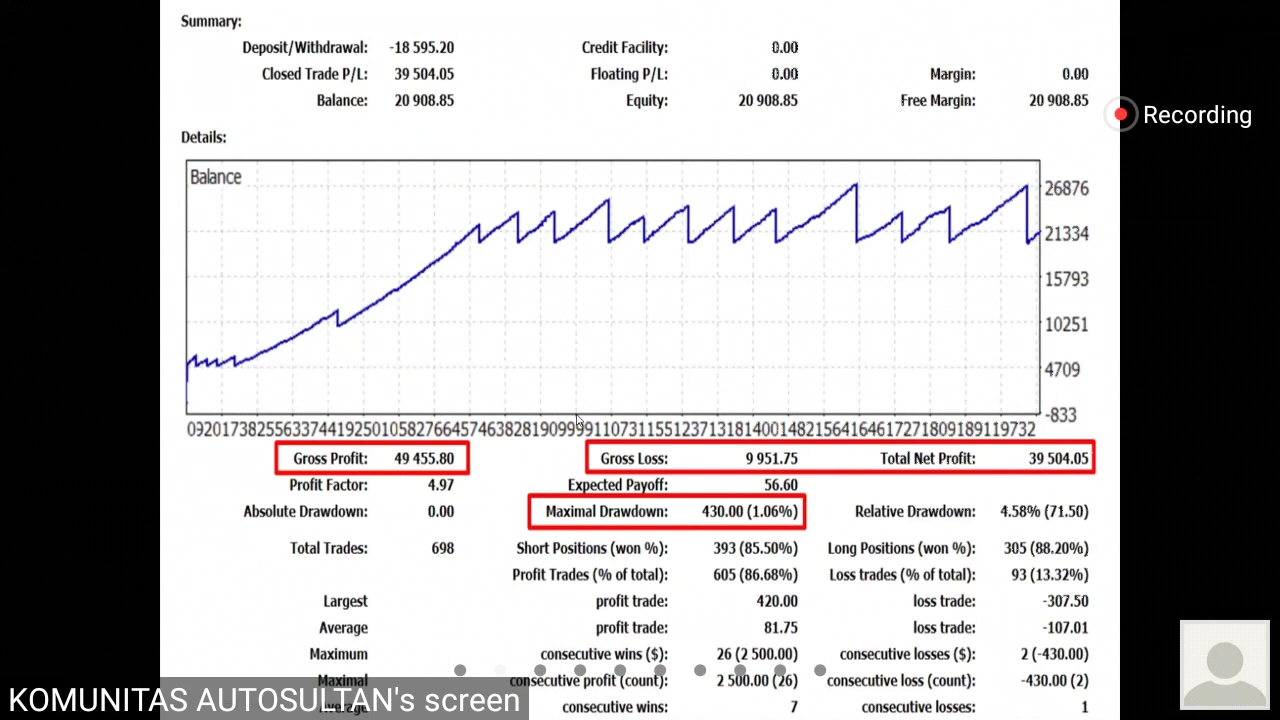 Summary:
Deposit/Withdrawal: -18 595.20 Credit Facility: 0.00
Closed Trade P/L: 39 504.05 Floating P/L: 0.00 Margin: 0.00
Balance: 20 908.85 Equity: 20 908.85 Free Margin: 20 908.85
Recording
Details:
Balance
26876
21334
15793
10251
4709
-833
Gross Profit: 49 455.80 Gross Loss: 9 951.75 Total Net Profit: 39 504.05
Profit Factor: 4.97 Expected Payoff: 56.60
Absolute Drawdown: 0.00 Maximal Drawdown: 430.00 (1.06%) Relative Drawdown: 4.58% (71.50)
Total Trades: 698 Short Positions (won %): 393 (85.50%) Long Positions (won %): 305 (88.20%)
Profit Trades (% of total): 605 (86.68%) Loss trades (% of total): 93 (13.32%)
Largest profit trade: 420.00 loss trade: -307.50
Average profit trade: 81.75 loss trade: -107.01
Maximum consecutive wins ($): 26 (2 500.00) consecutive losses ($): 2 (-430.00)
Maximal consecutive profit (count): 2 500.00 (26) consecutive loss (count): -430.00 (2)
Average consecutive wins: 7 consecutive losses: 1
KOMUNITAS AUTOSULTAN's screen